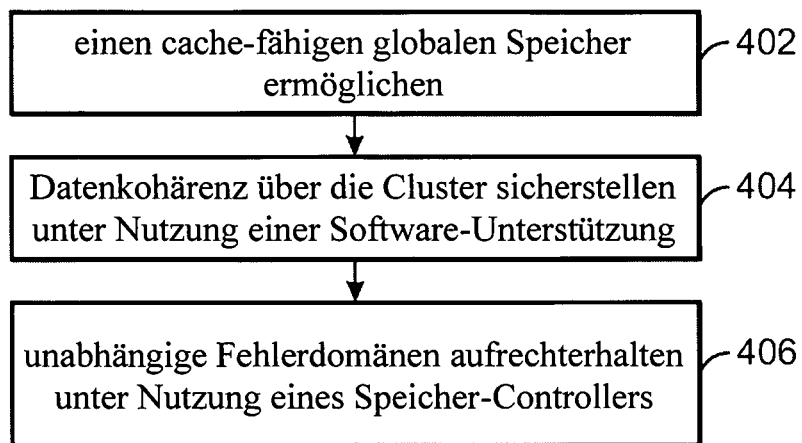 einen cache-fähigen globalen Speicher
ermöglichen
402
Datenkohärenz über die Cluster sicherstellen
unter Nutzung einer Software-Unterstützung
404
unabhängige Fehlerdomänen aufrechterhalten
unter Nutzung eines Speicher-Controllers
406